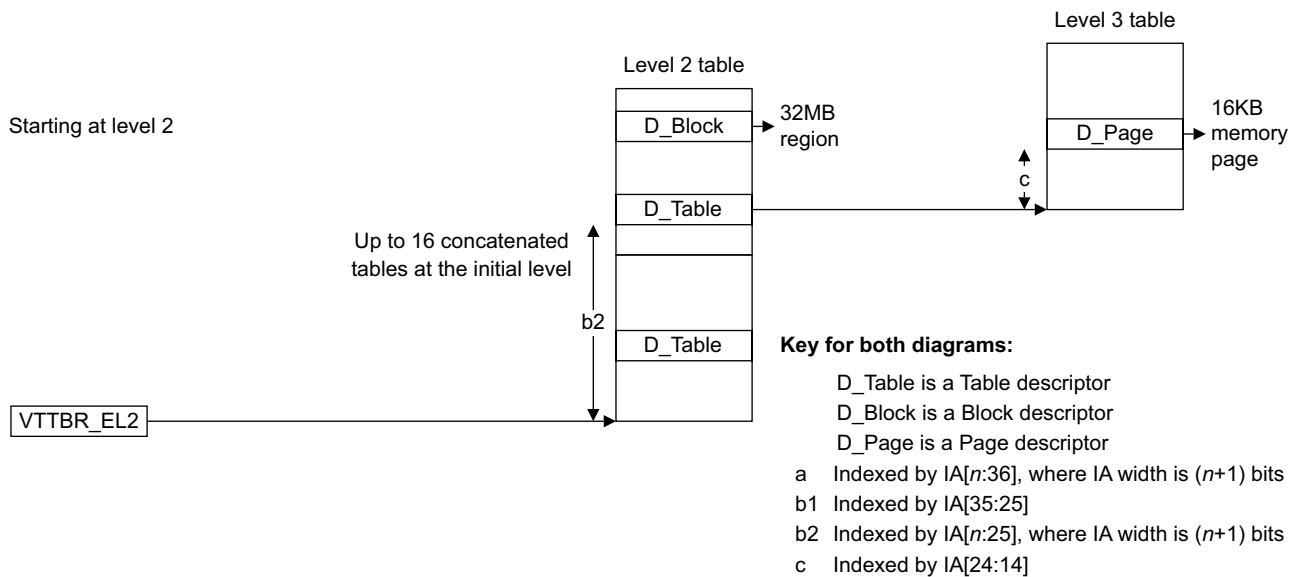 Level 3 table
Level 2 table
Starting at level 2
D_Block
32MB
region
D_Page
16KB
memory
page
c
D_Table
Up to 16 concatenated
tables at the initial level
b2
D_Table
Key for both diagrams:
D_Table is a Table descriptor
D_Block is a Block descriptor
VTTBR_EL2
D_Page is a Page descriptor
a Indexed by IA[n:36], where IA width is (n+1) bits
b1 Indexed by IA[35:25]
b2 Indexed by IA[n:25], where IA width is (n+1) bits
c Indexed by IA[24:14]